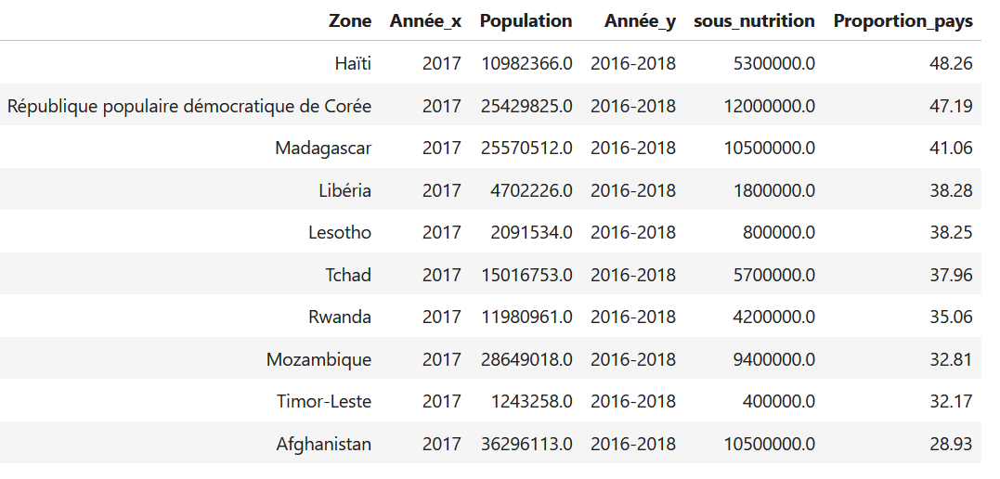 Zone Année_x Population Année_y sous_nutrition Proportion_pays
Haïti 2017 10982366.0 2016-2018 5300000.0 48.26
République populaire démocratique de Corée 2017 25429825.0 2016-2018 12000000.0 47.19
Madagascar 2017 25570512.0 2016-2018 10500000.0 41.06
Libéria 2017 4702226.0 2016-2018 1800000.0 38.28
Lesotho 2017 2091534.0 2016-2018 800000.0 38.25
Tchad 2017 15016753.0 2016-2018 5700000.0 37.96
Rwanda 2017 11980961.0 2016-2018 4200000.0 35.06
Mozambique 2017 28649018.0 2016-2018 9400000.0 32.81
Timor-Leste 2017 1243258.0 2016-2018 400000.0 32.17
Afghanistan 2017 36296113.0 2016-2018 10500000.0 28.93